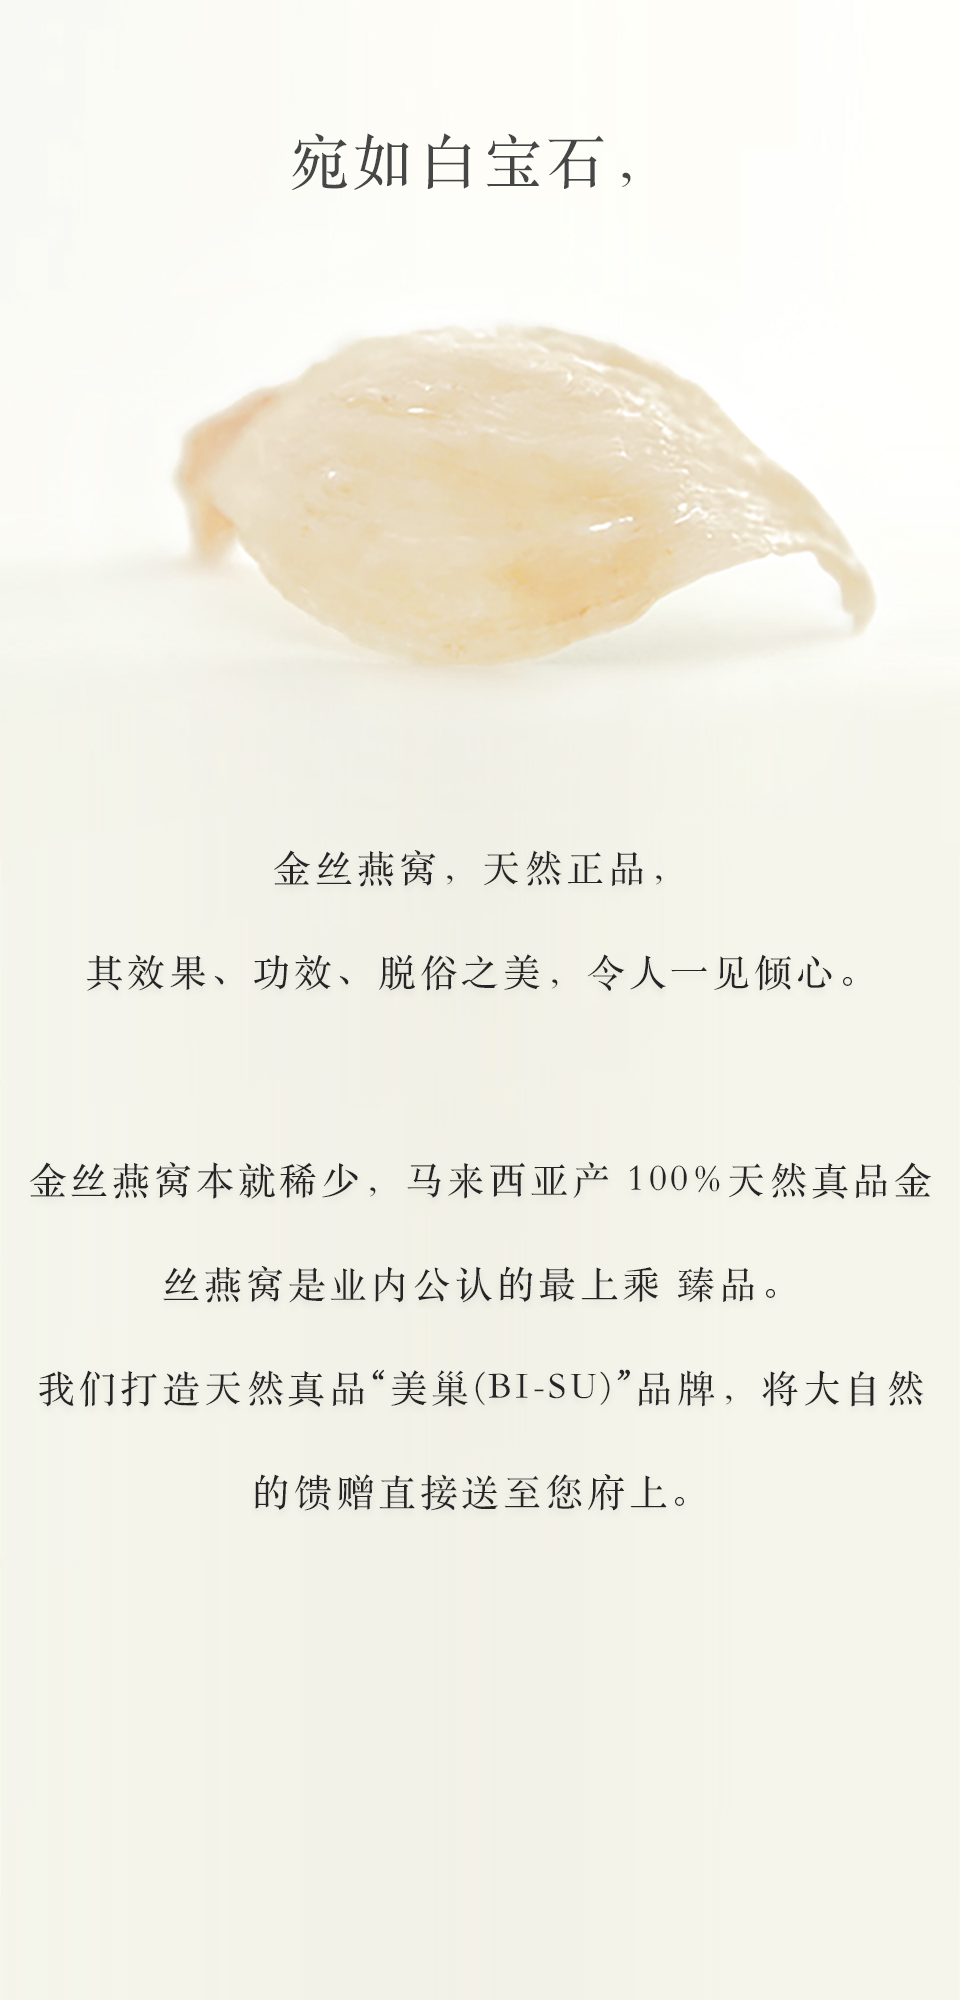 宛如白宝石，
金丝燕窝，天然正品，
其效果、功效、脱俗之美，令人一见倾心。
金丝燕窝本就稀少，马来西亚产 100%天然真品金
丝燕窝是业内公认的最上乘 臻品。
我们打造天然真品“美巢(BI-SU)”品牌，将大自然
的馈赠直接送至您府上。